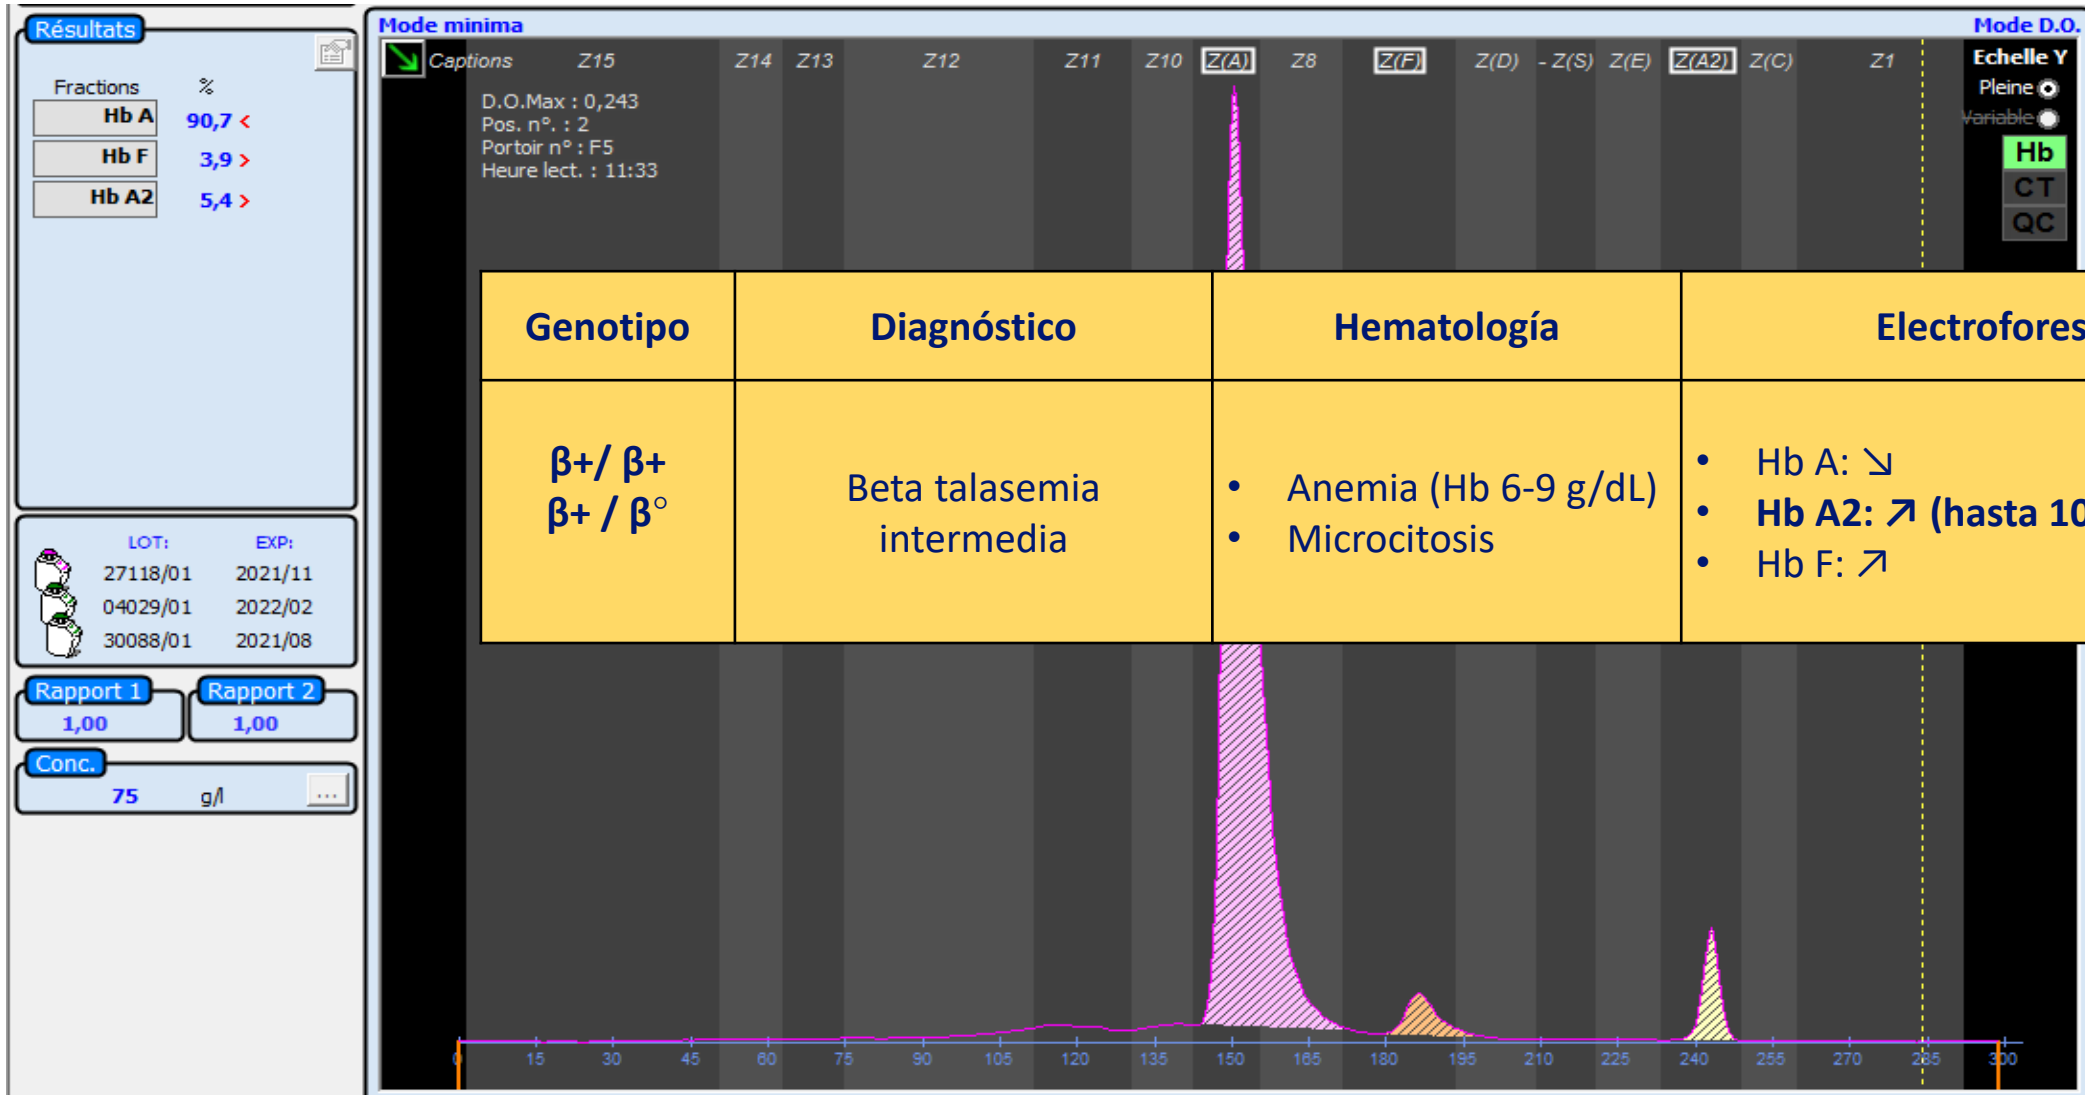 Résultats
Fractions %
Hb A 90,7 <
Hb F 3,9 >
Hb A2 5,4 >
LOT: EXP:
27118/01 2021/11
04029/01 2022/02
30088/01 2021/08
Rapport 1 Rapport 2
1,00 1,00
Conc.
75 g/l ...
Mode minima Mode D.O.
Captions Z15 Z14 Z13 Z12 Z11 Z10 Z(A) Z8 Z(F) Z(D) - Z(S) Z(E) Z(A2) Z(C) Z1
D.O.Max : 0,243
Pos. n°. : 2
Portoir n° : F5
Heure lect. : 11:33
Echelle Y
Pleine
Variable
Hb
CT
QC
Genotipo Diagnóstico Hematología Electrofores
β+/ β+
β+ / β°
Beta talasemia
intermedia
• Anemia (Hb 6-9 g/dL)
• Microcitosis
• Hb A: ↘
• Hb A2: ↗ (hasta 10
• Hb F: ↗
0 15 30 45 60 75 90 105 120 135 150 165 180 195 210 225 240 255 270 285 300